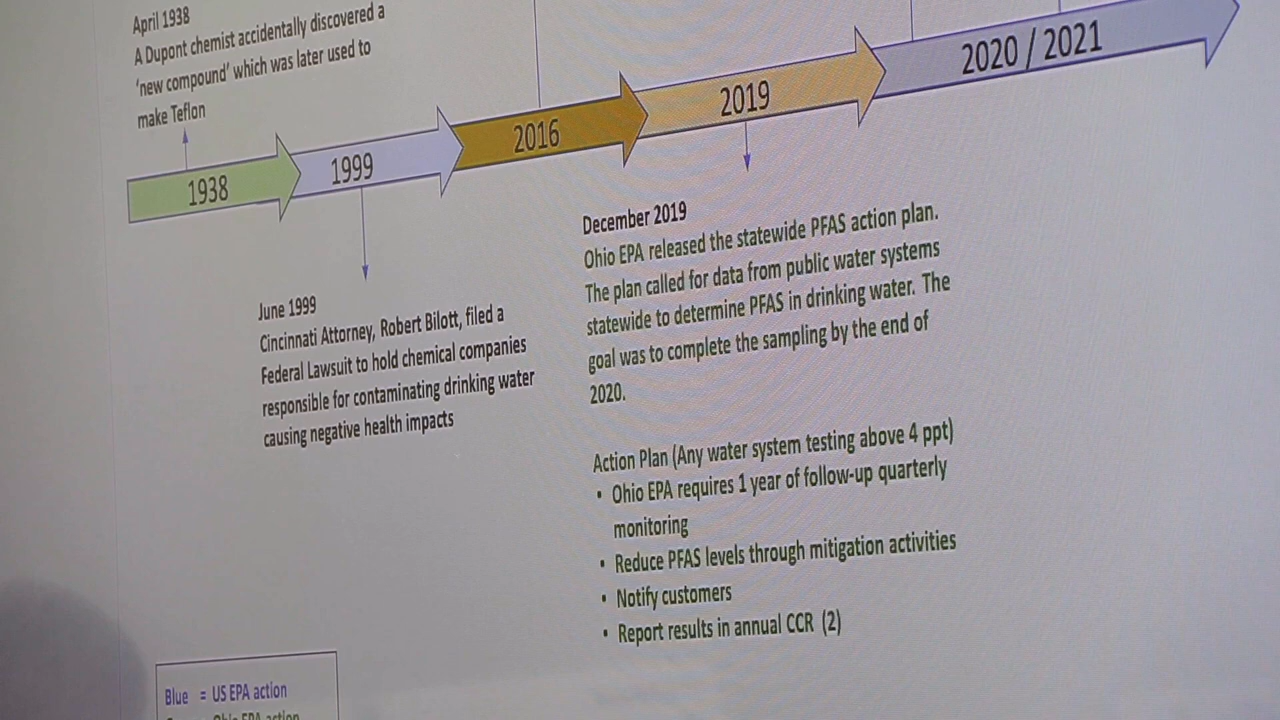 April 1938
A Dupont chemist accidentally discovered a
'new compound' which was later used to
make Teflon
1938
1999
2016
2019
2020 / 2021
June 1999
Cincinnati Attorney, Robert Bilott, filed a
Federal Lawsuit to hold chemical companies
responsible for contaminating drinking water
causing negative health impacts
December 2019
Ohio EPA released the statewide PFAS action plan.
The plan called for data from public water systems
statewide to determine PFAS in drinking water. The
goal was to complete the sampling by the end of
2020.
Action Plan (Any water system testing above 4 ppt)
• Ohio EPA requires 1 year of follow-up quarterly
monitoring
• Reduce PFAS levels through mitigation activities
• Notify customers
• Report results in annual CCR (2)
Blue = US EPA action
Ohio EPA action